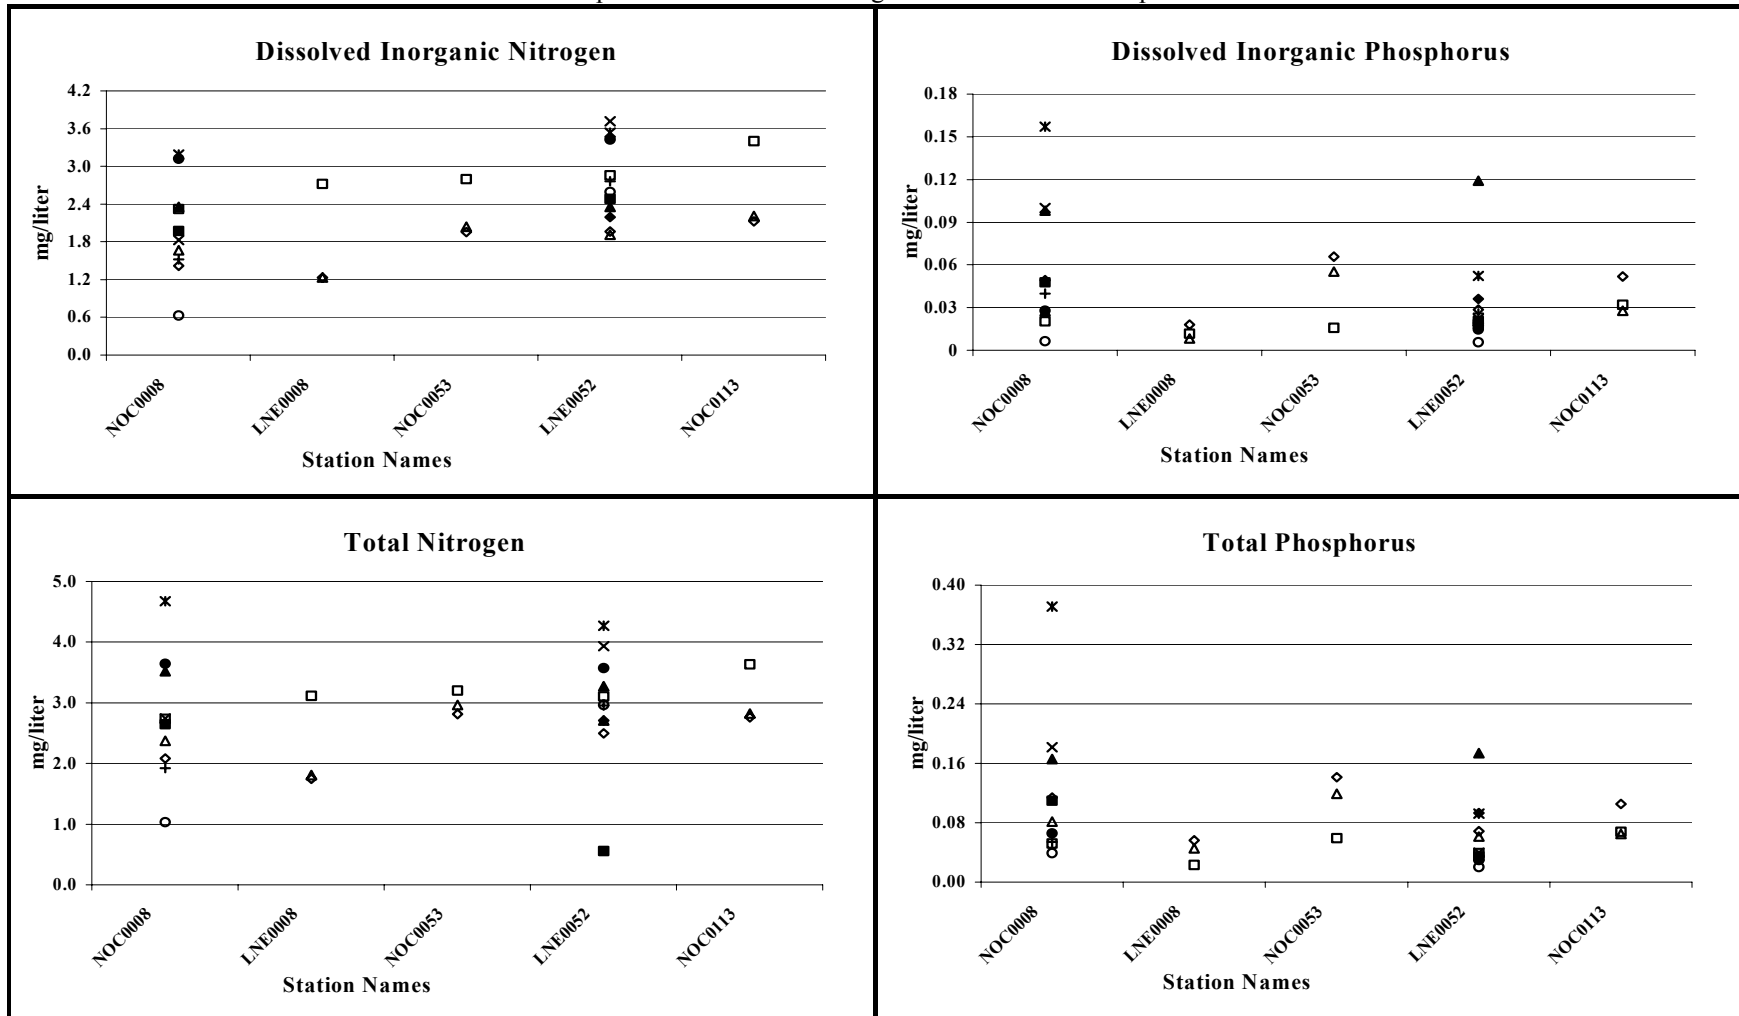 Dissolved Inorganic Nitrogen
4.2
3.6
3.0
2.4
1.8
1.2
0.6
0.0
mg/liter
NOC0008
LNE0008
NOC0053
LNE0052
NOC0113
Station Names
Dissolved Inorganic Phosphorus
0.18
0.15
0.12
0.09
0.06
0.03
0
mg/liter
NOC0008
LNE0008
NOC0053
LNE0052
NOC0113
Station Names
Total Nitrogen
5.0
4.0
3.0
2.0
1.0
0.0
mg/liter
NOC0008
LNE0008
NOC0053
LNE0052
NOC0113
Station Names
Total Phosphorus
0.40
0.32
0.24
0.16
0.08
0.00
mg/liter
NOC0008
LNE0008
NOC0053
LNE0052
NOC0113
Station Names